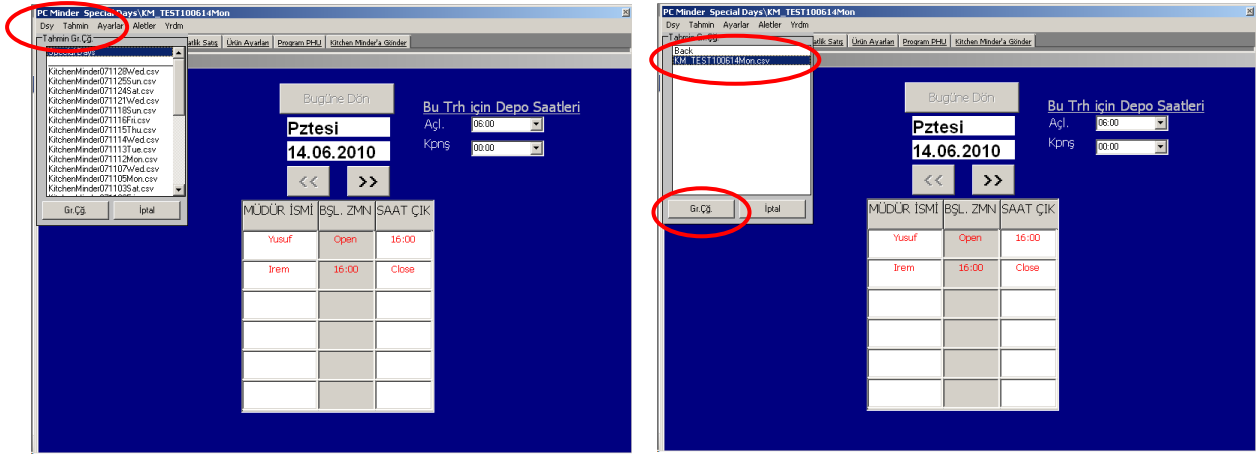 PC Minder Special Days\KM_TEST100614Mon
Dsy Tahmin Ayarlar Aletler Yrdm
Tahmin Gr.Çğ.
atlik Satış Ürün Ayarları Program PHU Kitchen Minder'a Gönder
Special Days
KitchenMinder071128Wed.csv
KitchenMinder071125Sun.csv
KitchenMinder071124Sat.csv
KitchenMinder071121Wed.csv
KitchenMinder071118Sun.csv
KitchenMinder071116Fri.csv
KitchenMinder071115Thu.csv
KitchenMinder071114Wed.csv
KitchenMinder071113Tue.csv
KitchenMinder071112Mon.csv
KitchenMinder071107Wed.csv
KitchenMinder071105Mon.csv
KitchenMinder071103Sat.csv
Gr.Çğ. İptal
Bugüne Dön
Pztesi
14.06.2010
<< >>
Bu Trh için Depo Saatleri
Açl. 06:00
Kpnş 00:00
MÜDÜR İSMİ BŞL. ZMN SAAT ÇIK
Yusuf Open 16:00
Irem 16:00 Close
PC Minder Special Days\KM_TEST100614Mon
Dsy Tahmin Ayarlar Aletler Yrdm
Tahmin Gr.Çğ.
atlik Satış Ürün Ayarları Program PHU Kitchen Minder'a Gönder
Back
KM_TEST100614Mon.csv
Gr.Çğ. İptal
Bugüne Dön
Pztesi
14.06.2010
<< >>
Bu Trh için Depo Saatleri
Açl. 06:00
Kpnş 00:00
MÜDÜR İSMİ BŞL. ZMN SAAT ÇIK
Yusuf Open 16:00
Irem 16:00 Close